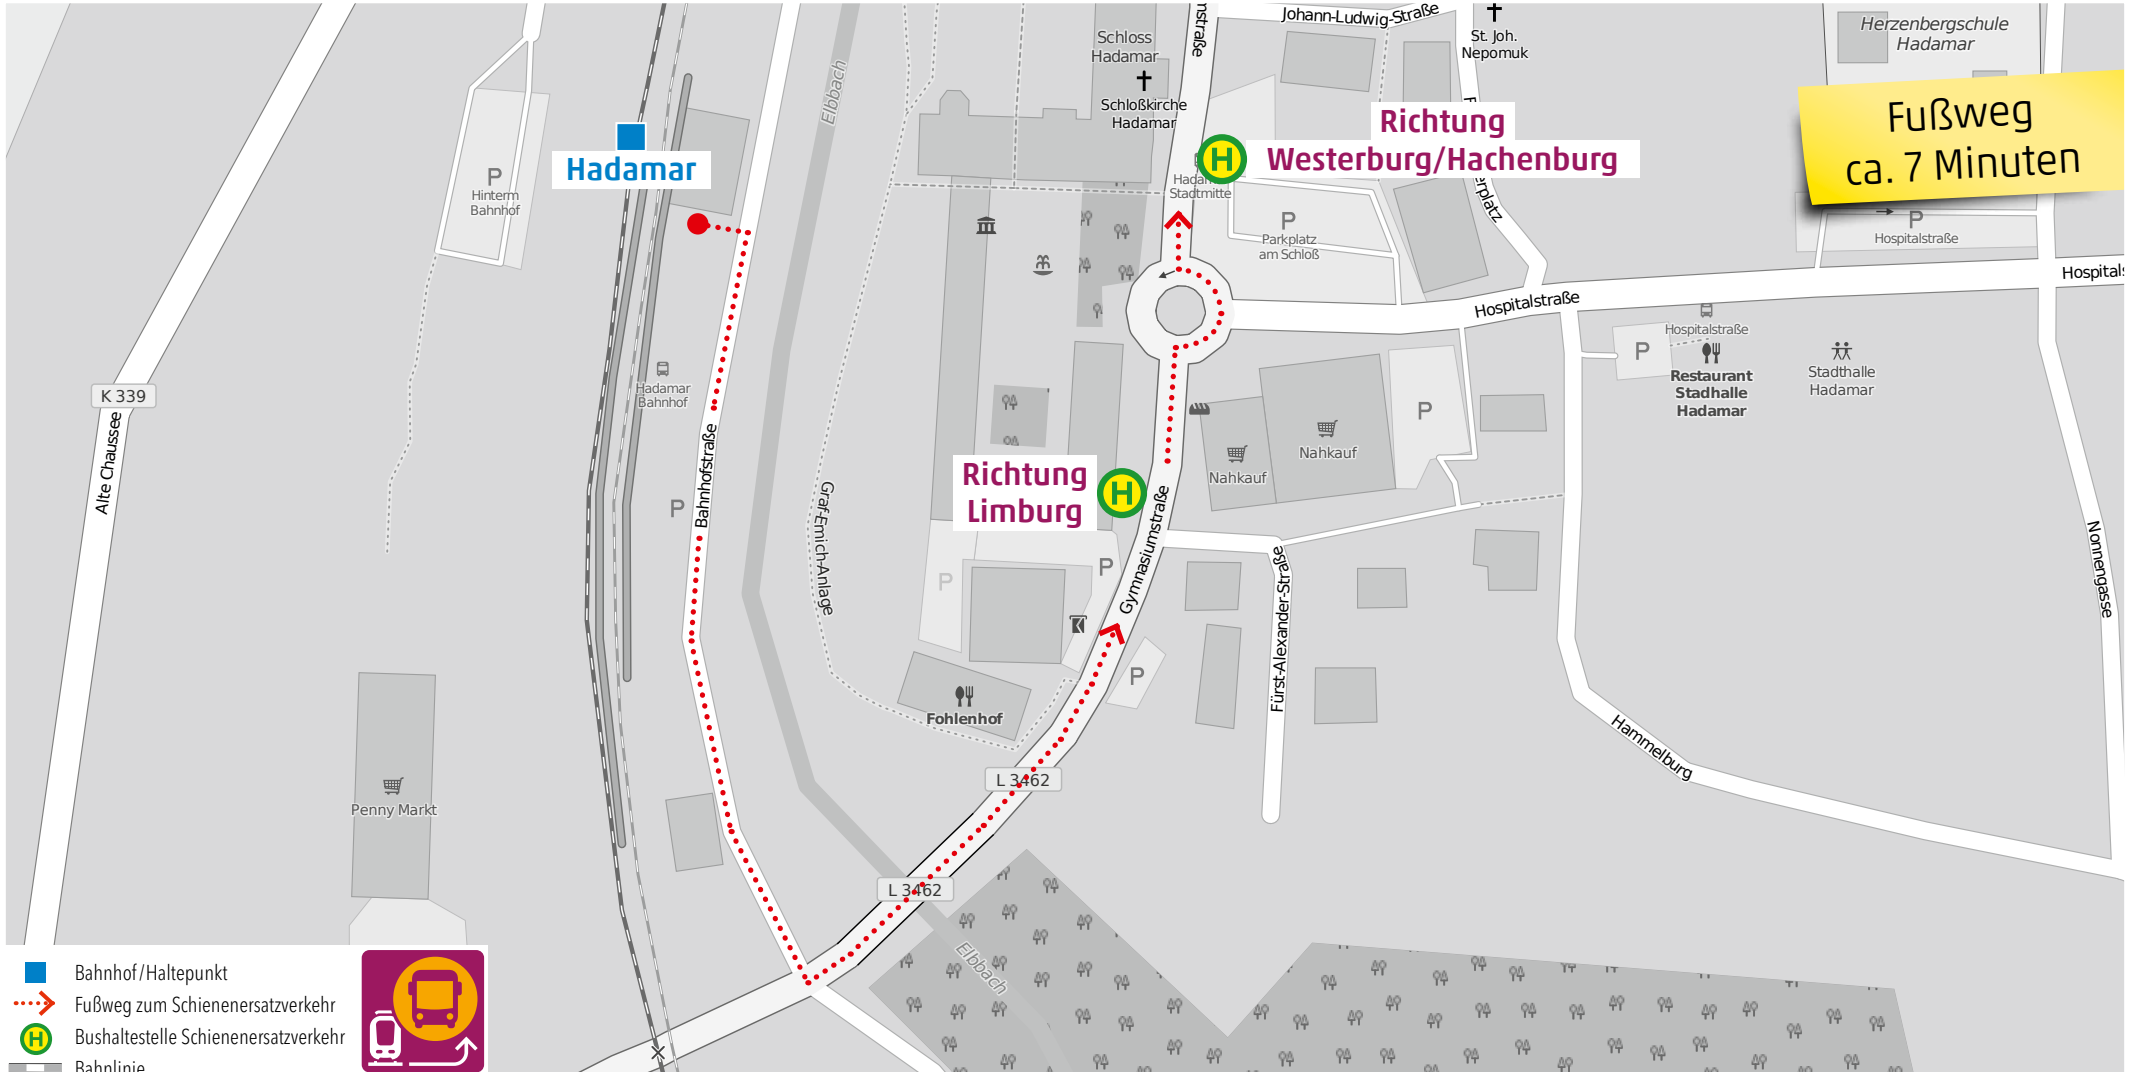 Johann-Ludwig-Straße
St. Joh.
Nepomuk
Herzenbergschule
Hadamar
Schloss
Hadamar
Schloßkirche
Hadamar
Elbbach
Fußweg
ca. 7 Minuten
Richtung
Westerburg/Hachenburg
H
Hadamar
P
Hinterm
Bahnhof
Stadtmitte
P
Parkplatz
am Schloß
P
Hospitalstraße
Hospitalstraße
K 339
Alte Chaussee
Hadamar
Bahnhof
P
Bahnhofstraße
Graf-Emich-Anlage
Richtung
Limburg
H
Gymnasiumstraße
Nahkauf
Nahkauf
P
P
Hospitalstraße
Restaurant
Stadhalle
Hadamar
Stadthalle
Hadamar
P
P
P
Fürst-Alexander-Straße
Nonnengasse
Hammelburg
Fohlenhof
L 3462
L 3462
Elbbach
Penny Markt
Bahnhof/Haltepunkt
Fußweg zum Schienenersatzverkehr
H
Bushaltestelle Schienenersatzverkehr
Bahnlinie